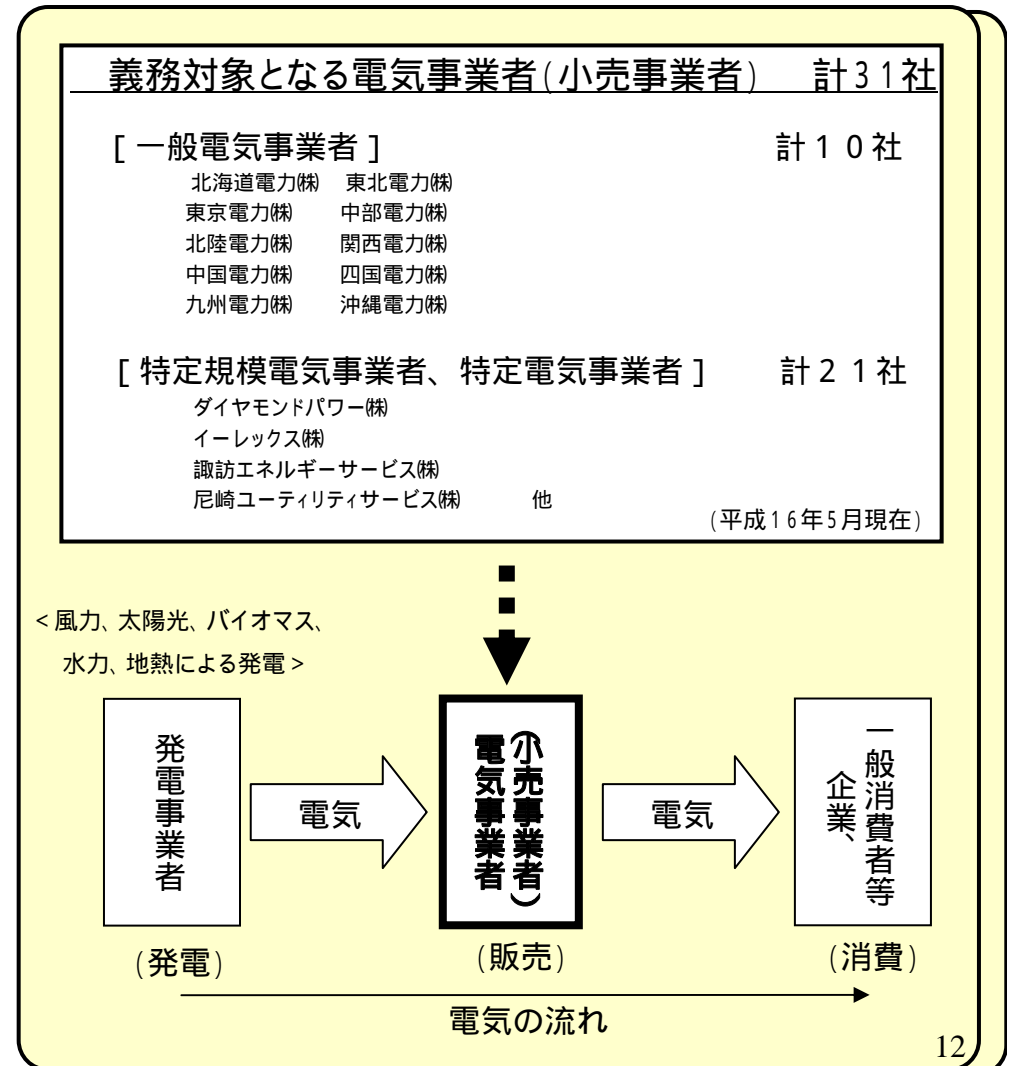 義務対象となる電気事業者(小売事業者) 計31社
[一般電気事業者] 計10社
北海道電力㈱ 東北電力㈱
東京電力㈱ 中部電力㈱
北陸電力㈱ 関西電力㈱
中国電力㈱ 四国電力㈱
九州電力㈱ 沖縄電力㈱
[特定規模電気事業者、特定電気事業者] 計21社
ダイヤモンドパワー㈱
イーレックス㈱
諏訪エネルギーサービス㈱
尼崎ユーティリティサービス㈱ 他
(平成16年5月現在)
<風力、太陽光、バイオマス、
水力、地熱による発電>
発電事業者
電気
電気事業者
(小売事業者)
電気
企業、
一般消費者等
(発電)
(販売)
(消費)
電気の流れ
12